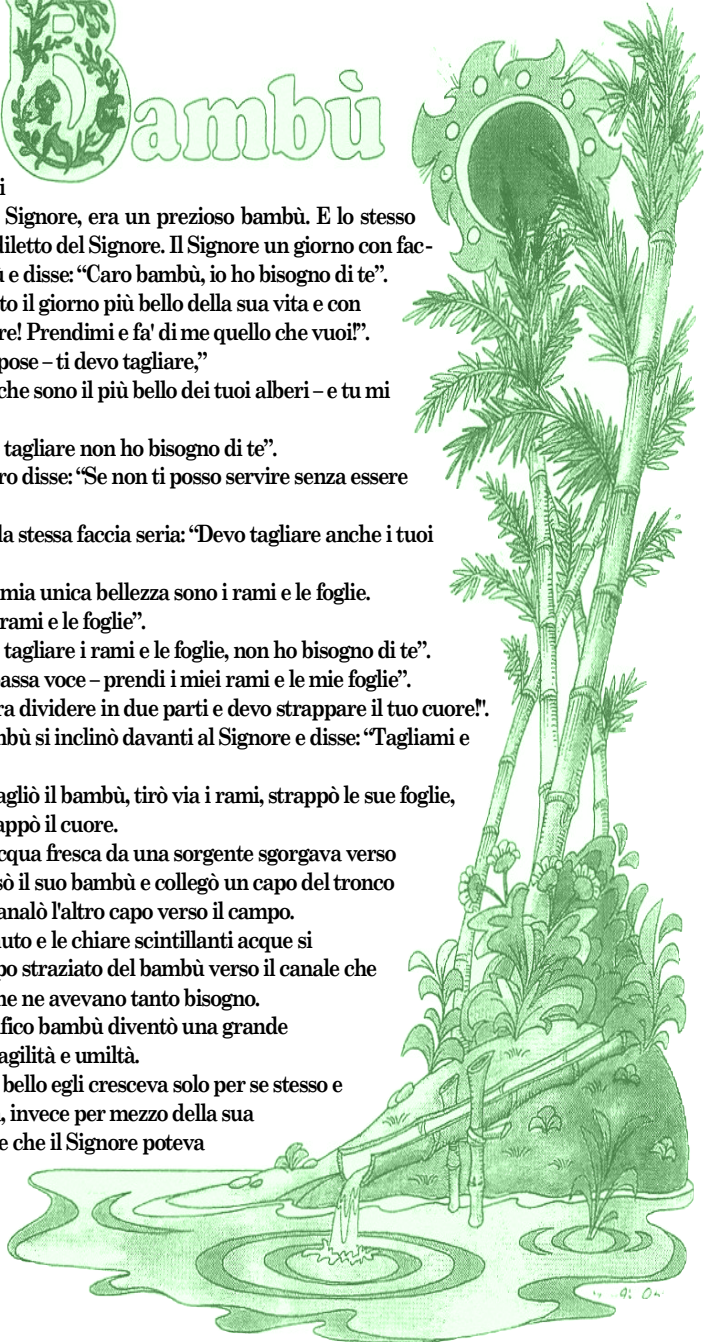 Bambù
i
Signore, era un prezioso bambù. E lo stesso
diletto del Signore. Il Signore un giorno con fac-
e disse: “Caro bambù, io ho bisogno di te”.
to il giorno più bello della sua vita e con
re! Prendimi e fa' di me quello che vuoi!”.
pose – ti devo tagliare,”
che sono il più bello dei tuoi alberi – e tu mi
tagliare non ho bisogno di te”.
ro disse: “Se non ti posso servire senza essere
la stessa faccia seria: “Devo tagliare anche i tuoi
mia unica bellezza sono i rami e le foglie.
rami e le foglie”.
tagliare i rami e le foglie, non ho bisogno di te”.
assa voce – prendi i miei rami e le mie foglie”.
ra dividere in due parti e devo strappare il tuo cuore!".
mbù si inclinò davanti al Signore e disse: “Tagliami e
agliò il bambù, tirò via i rami, strappò le sue foglie,
appò il cuore.
cqua fresca da una sorgente sgorgava verso
sò il suo bambù e collegò un capo del tronco
analò l'altro capo verso il campo.
uto e le chiare scintillanti acque si
po straziato del bambù verso il canale che
he ne avevano tanto bisogno.
ifico bambù diventò una grande
agilità e umiltà.
bello egli cresceva solo per se stesso e
, invece per mezzo della sua
e che il Signore poteva